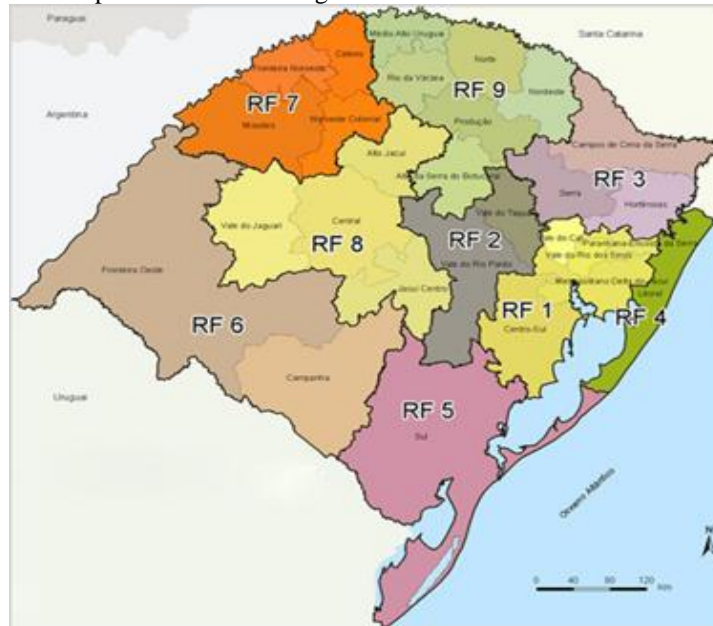 Paraguai
Santa Catarina
Argentina
Médio Alto Uruguai
Norte
Celeiro
Fronteira Noroeste
Rio da Várzea
Nordeste
RF 7
RF 9
Missões
Noroeste Colonial
Produção
Alto Jacuí
Campos de Cima da Serra
Alto da Serra do Botucaraí
RF 3
Serra
Hortênsias
Vale do Jaguari
Central
Vale do Taquari
RF 8
RF 2
Vale do Rio Pardo
Vale do Caí
Paranhana-Encosta da Serra
Vale do Rio dos Sinos
Fronteira Oeste
Jacuí Centro
Metropolitano Delta do Jacuí
Litoral
RF 6
RF 1
RF 4
Centro-Sul
Campanha
Uruguai
RF 5
Sul
Oceano Atlântico
N
0 40 80 120
Km